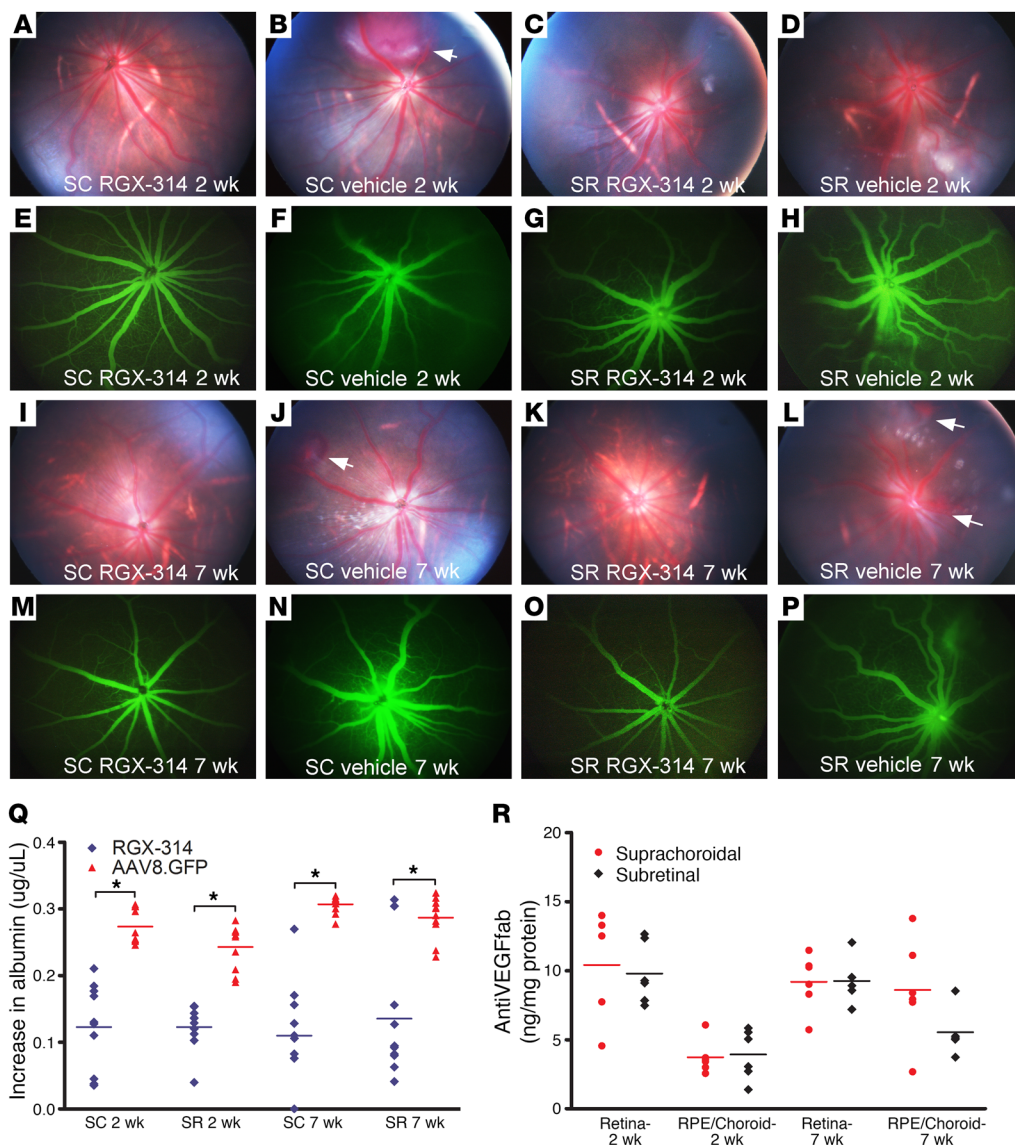 A
SC RGX-314 2 wk
B
SC vehicle 2 wk
C
SR RGX-314 2 wk
D
SR vehicle 2 wk
E
SC RGX-314 2 wk
F
SC vehicle 2 wk
G
SR RGX-314 2 wk
H
SR vehicle 2 wk
I
SC RGX-314 7 wk
J
SC vehicle 7 wk
K
SR RGX-314 7 wk
L
SR vehicle 7 wk
M
SC RGX-314 7 wk
N
SC vehicle 7 wk
O
SR RGX-314 7 wk
P
SR vehicle 7 wk
Q
Increase in albumin (ug/uL)
0.4
0.3
0.2
0.1
0.0
RGX-314
AAV8.GFP
*
*
*
*
SC 2 wk
SR 2 wk
SC 7 wk
SR 7 wk
R
AntiVEGFfab
(ng/mg protein)
20
15
10
5
0
Suprachoroidal
Subretinal
Retina-
2 wk
RPE/Choroid-
2 wk
Retina-
7 wk
RPE/Choroid-
7 wk